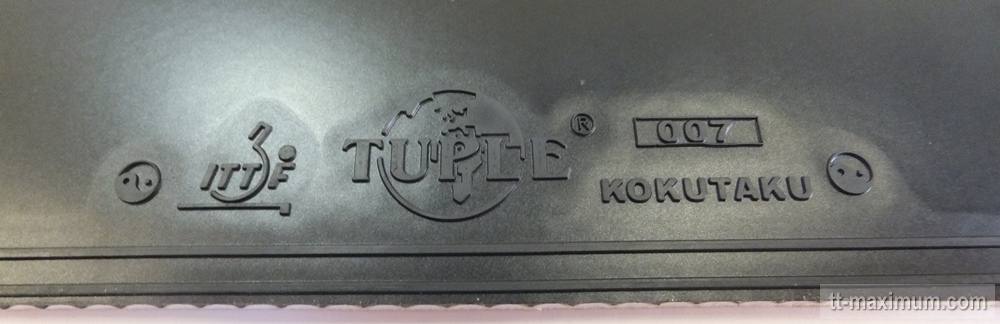 ITTF
TUPLE®
007
KOKUTAKU
tt-maximum.com